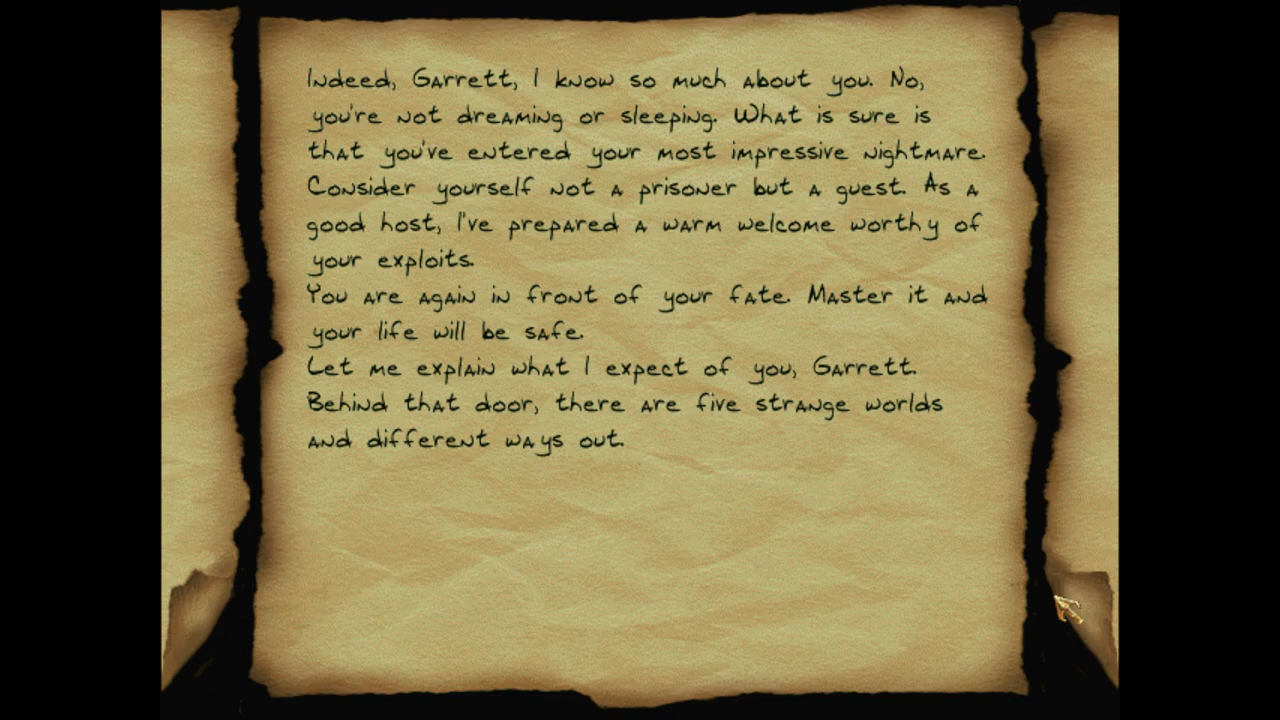 Indeed, Garrett, I know so much about you. No,
you're not dreaming or sleeping. What is sure is
that you've entered your most impressive nightmare.
Consider yourself not a prisoner but a guest. As a
good host, I've prepared a warm welcome worthy of
your exploits.
You are again in front of your fate. Master it and
your life will be safe.
Let me explain what I expect of you, Garrett.
Behind that door, there are five strange worlds
and different ways out.